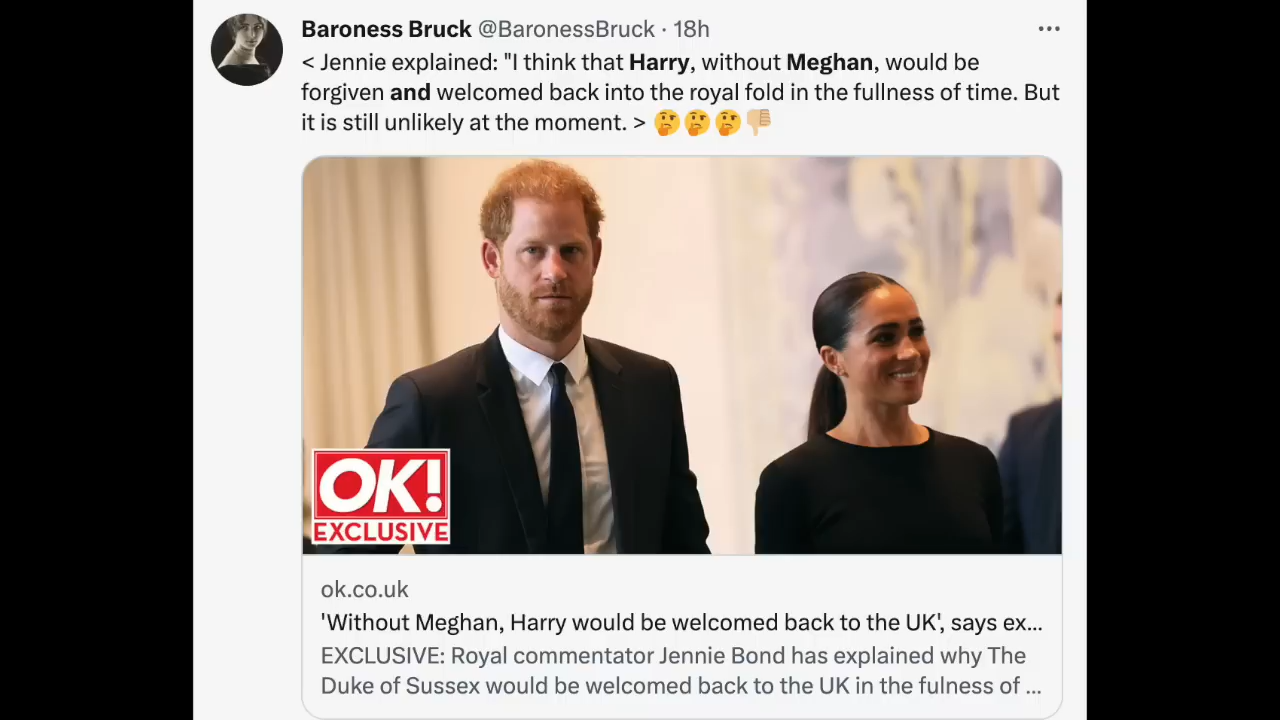 Baroness Bruck @BaronessBruck · 18h
< Jennie explained: "I think that Harry, without Meghan, would be
forgiven and welcomed back into the royal fold in the fullness of time. But
it is still unlikely at the moment. > 🤔🤔🤔👎🏼
OK!
EXCLUSIVE
ok.co.uk
'Without Meghan, Harry would be welcomed back to the UK', says ex...
EXCLUSIVE: Royal commentator Jennie Bond has explained why The
Duke of Sussex would be welcomed back to the UK in the fulness of ...